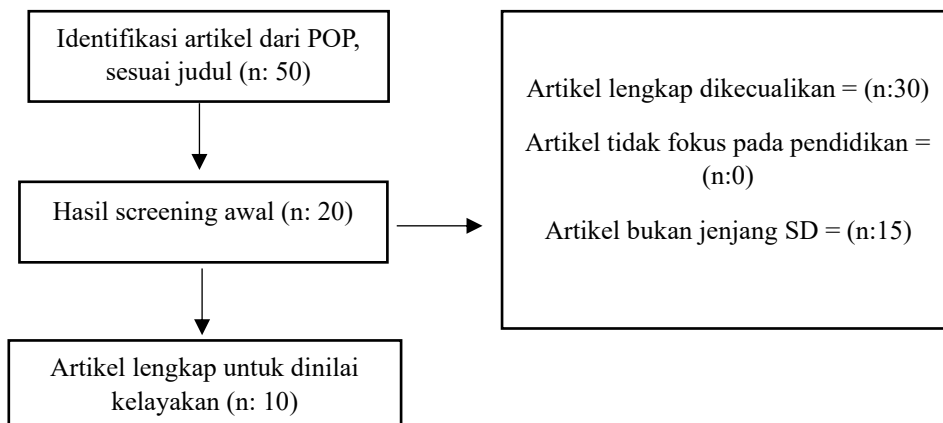 Identifikasi artikel dari POP,
sesuai judul (n: 50)
Hasil screening awal (n: 20)
Artikel lengkap untuk dinilai
kelayakan (n: 10)
Artikel lengkap dikecualikan = (n:30)
Artikel tidak fokus pada pendidikan =
(n:0)
Artikel bukan jenjang SD = (n:15)